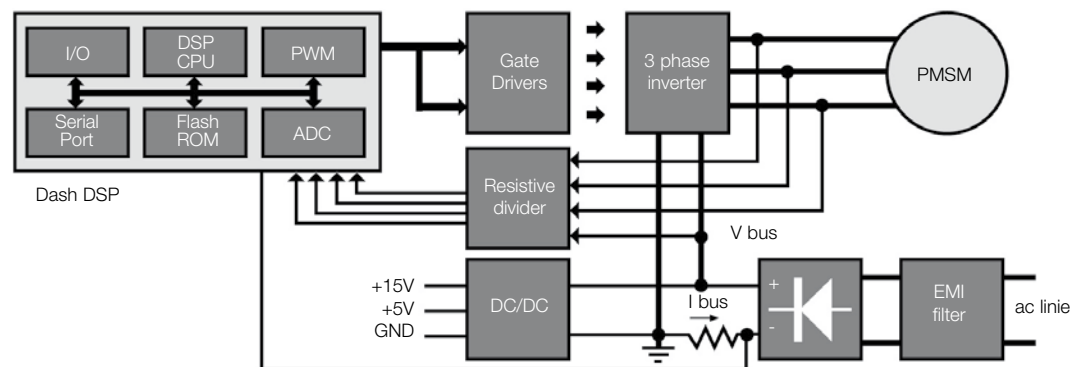 I/O
DSP
CPU
PWM
Serial
Port
Flash
ROM
ADC
Dash DSP
Gate
Drivers
3 phase
inverter
PMSM
Resistive
divider
V bus
+15V
+5V
GND
DC/DC
I bus
+
-
EMI
filter
ac linie